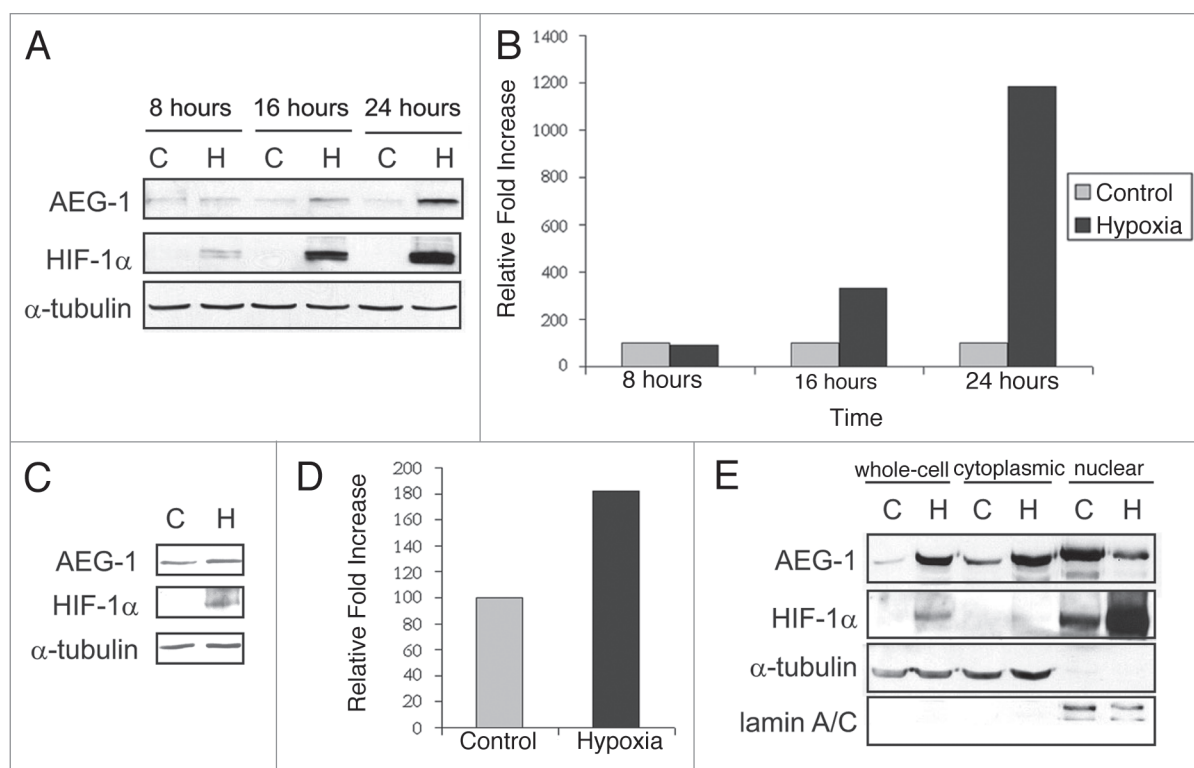 A
8 hours 16 hours 24 hours
C H C H C H
AEG-1
HIF-1α
α-tubulin
B
Relative Fold Increase
1400
1200
1000
800
600
400
200
0
8 hours 16 hours 24 hours
Time
Control
Hypoxia
C
C H
AEG-1
HIF-1α
α-tubulin
D
Relative Fold Increase
200
180
160
140
120
100
80
60
40
20
0
Control Hypoxia
E
whole-cell cytoplasmic nuclear
C H C H C H
AEG-1
HIF-1α
α-tubulin
lamin A/C